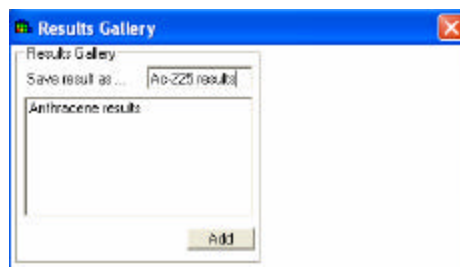 Results Gallery
Results Gallery
Save result as ...
Ac-225 results
Anthracene results
Add